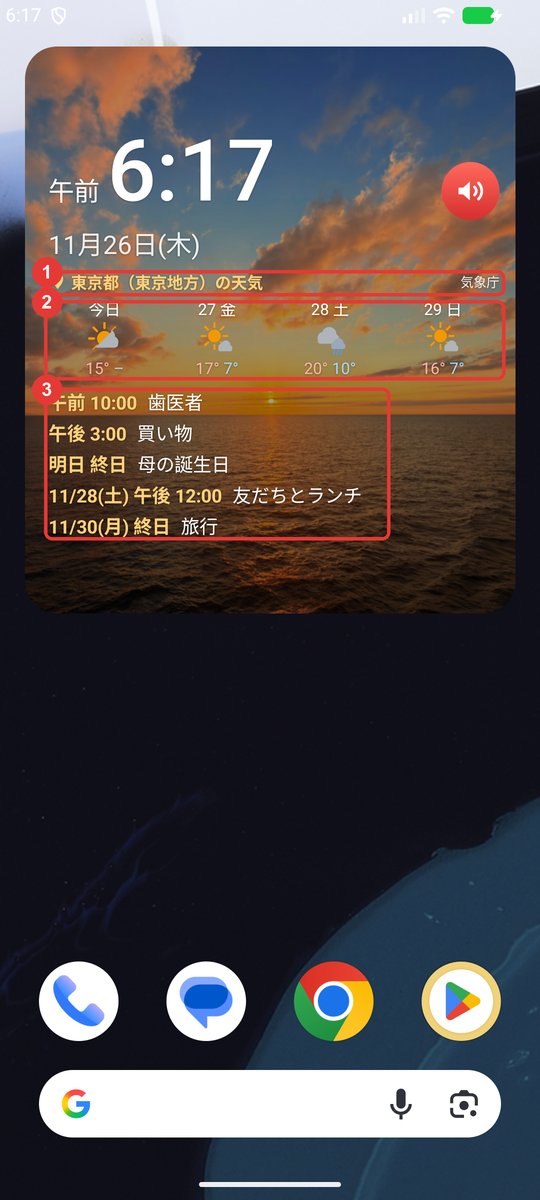 6:17
午前 6:17
11月26日(木)
1
東京都（東京地方）の天気 気象庁
2
今日 27 金 28 土 29 日
15° – 17° 7° 20° 10° 16° 7°
3
午前 10:00 歯医者
午後 3:00 買い物
明日 終日 母の誕生日
11/28(土) 午後 12:00 友だちとランチ
11/30(月) 終日 旅行